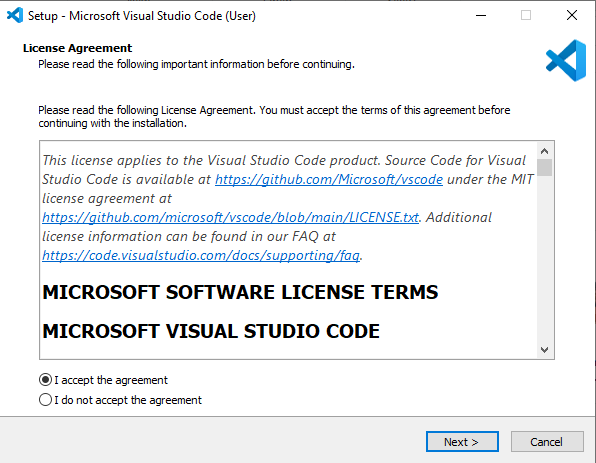 Setup - Microsoft Visual Studio Code (User)
License Agreement
Please read the following important information before continuing.
Please read the following License Agreement. You must accept the terms of this agreement before
continuing with the installation.
This license applies to the Visual Studio Code product. Source Code for Visual
Studio Code is available at https://github.com/Microsoft/vscode under the MIT
license agreement at
https://github.com/microsoft/vscode/blob/main/LICENSE.txt. Additional
license information can be found in our FAQ at
https://code.visualstudio.com/docs/supporting/faq.
MICROSOFT SOFTWARE LICENSE TERMS
MICROSOFT VISUAL STUDIO CODE
I accept the agreement
I do not accept the agreement
Next >
Cancel